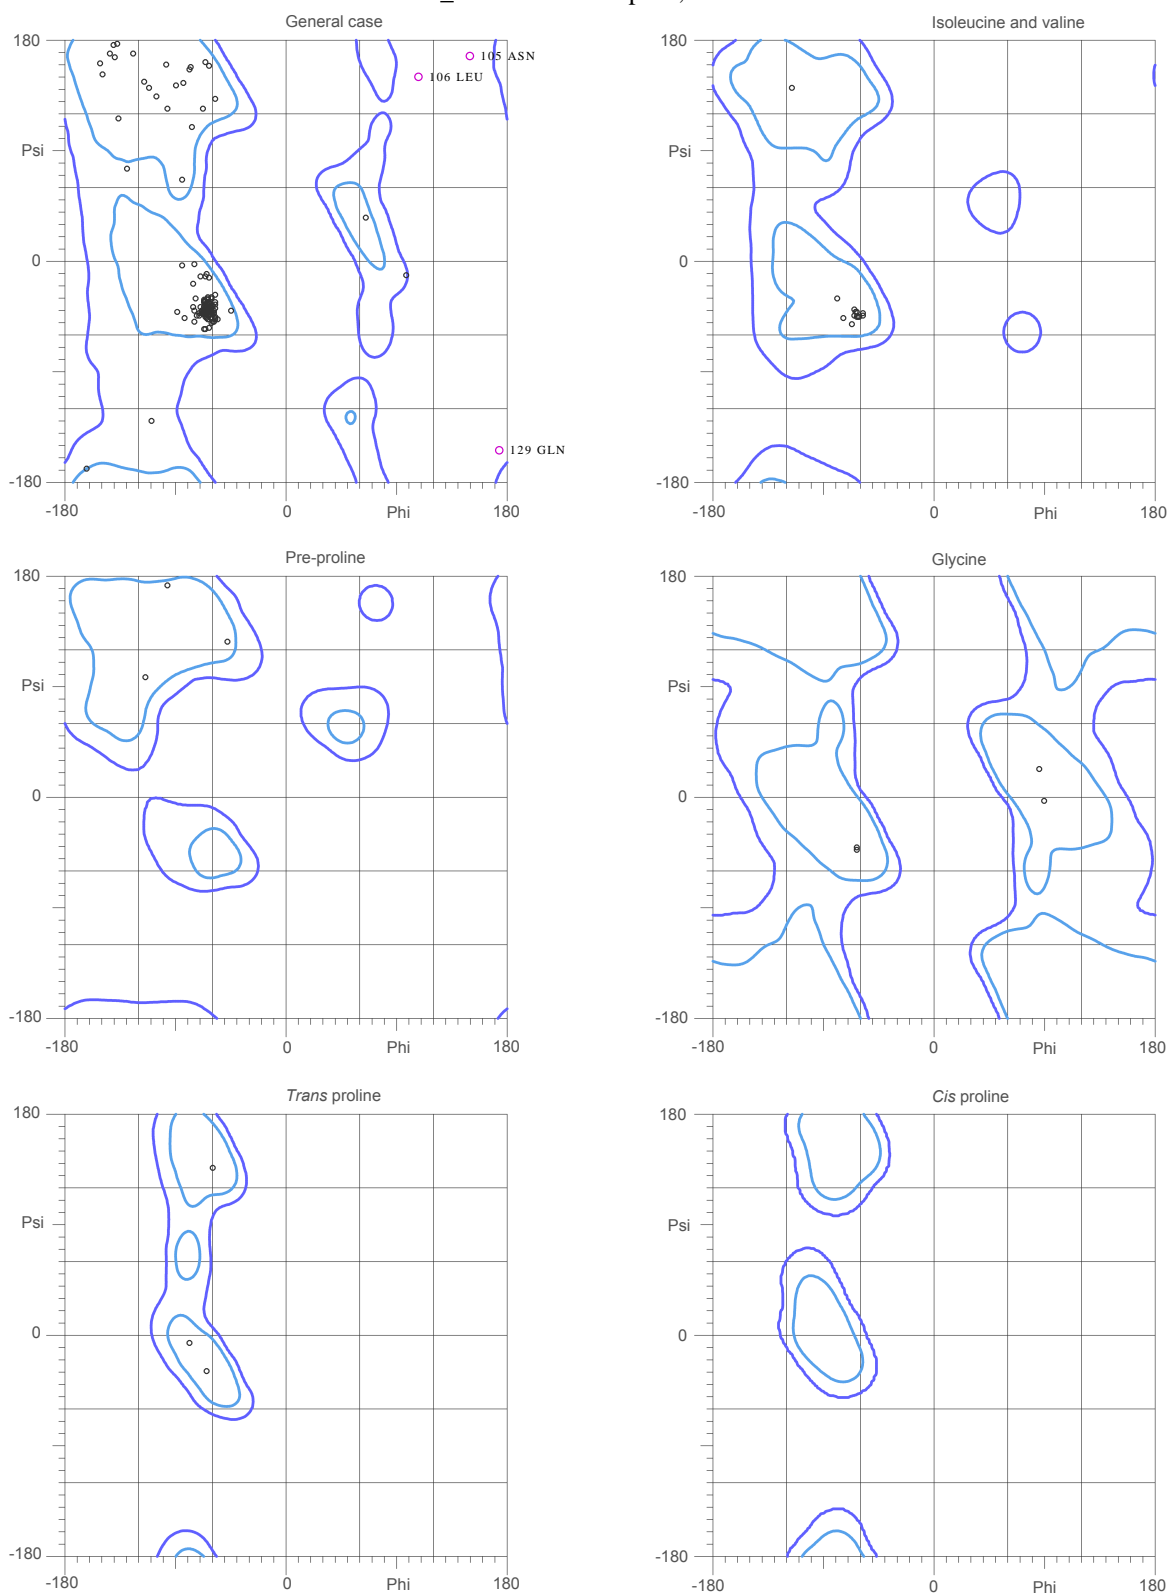 General case
Isoleucine and valine
180
105 ASN
106 LEU
Psi
0
129 GLN
-180
-180
0
Phi
180
180
Psi
0
-180
-180
0
Phi
180
Pre-proline
Glycine
180
Psi
0
-180
-180
0
Phi
180
180
Psi
0
-180
-180
0
Phi
180
Trans proline
Cis proline
180
Psi
0
-180
-180
0
Phi
180
180
Psi
0
-180
-180
0
Phi
180